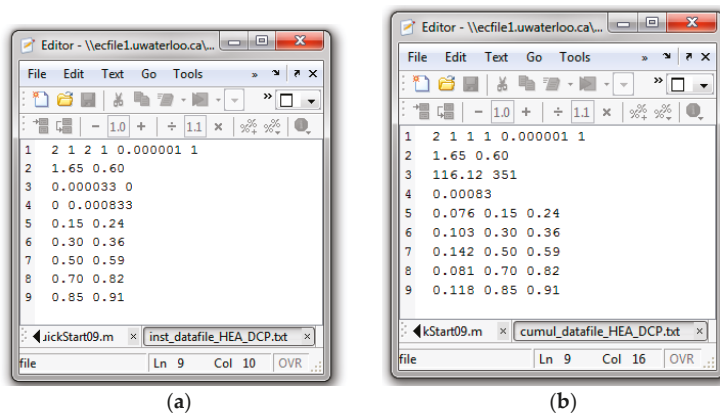 Editor - \\ecfile1.uwaterloo.ca\...
File Edit Text Go Tools »
»
- 1.0 + ÷ 1.1 ×
1 2 1 2 1 0.000001 1
2 1.65 0.60
3 0.000033 0
4 0 0.000833
5 0.15 0.24
6 0.30 0.36
7 0.50 0.59
8 0.70 0.82
9 0.85 0.91
uickStart09.m × inst_datafile_HEA_DCP.txt ×
file Ln 9 Col 10 OVR
(a)
Editor - \\ecfile1.uwaterloo.ca\...
File Edit Text Go Tools »
»
- 1.0 + ÷ 1.1 ×
1 2 1 1 1 0.000001 1
2 1.65 0.60
3 116.12 351
4 0.00083
5 0.076 0.15 0.24
6 0.103 0.30 0.36
7 0.142 0.50 0.59
8 0.081 0.70 0.82
9 0.118 0.85 0.91
kStart09.m × cumul_datafile_HEA_DCP.txt ×
file Ln 9 Col 16 OVR
(b)